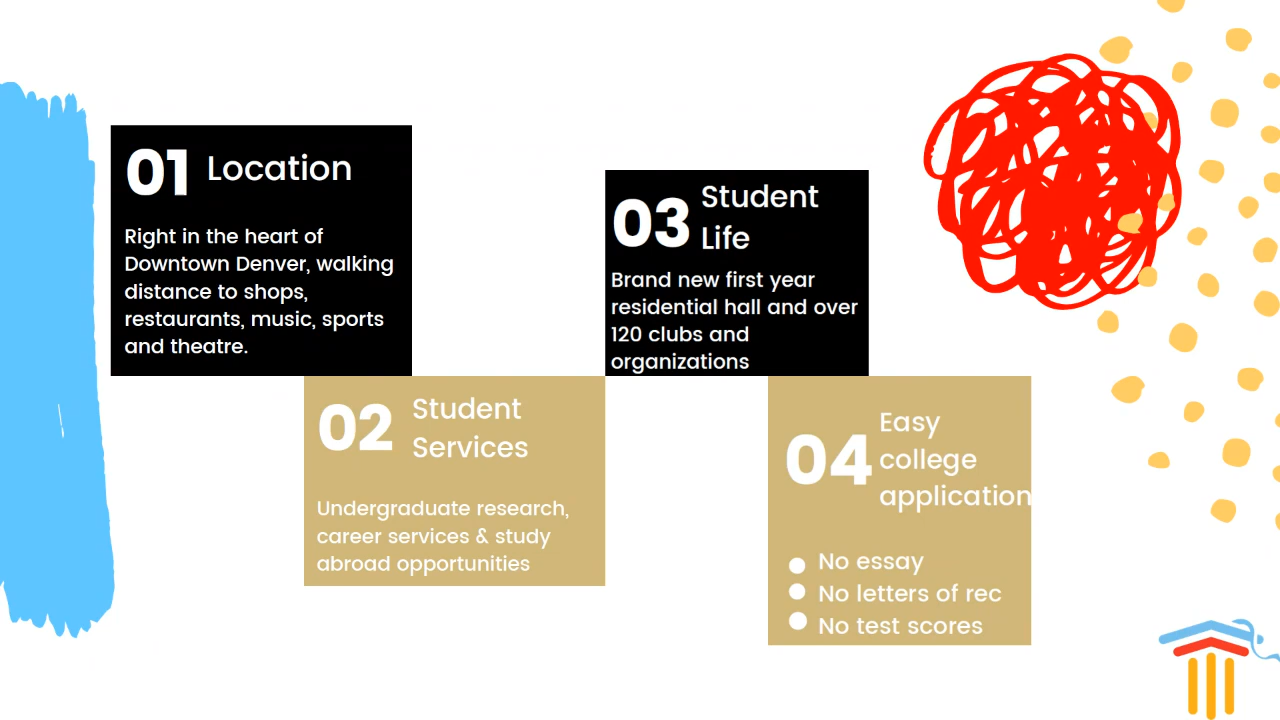 01 Location
Right in the heart of
Downtown Denver, walking
distance to shops,
restaurants, music, sports
and theatre.
02 Student
Services
Undergraduate research,
career services & study
abroad opportunities
03 Student
Life
Brand new first year
residential hall and over
120 clubs and
organizations
04 Easy
college
application
No essay
No letters of rec
No test scores